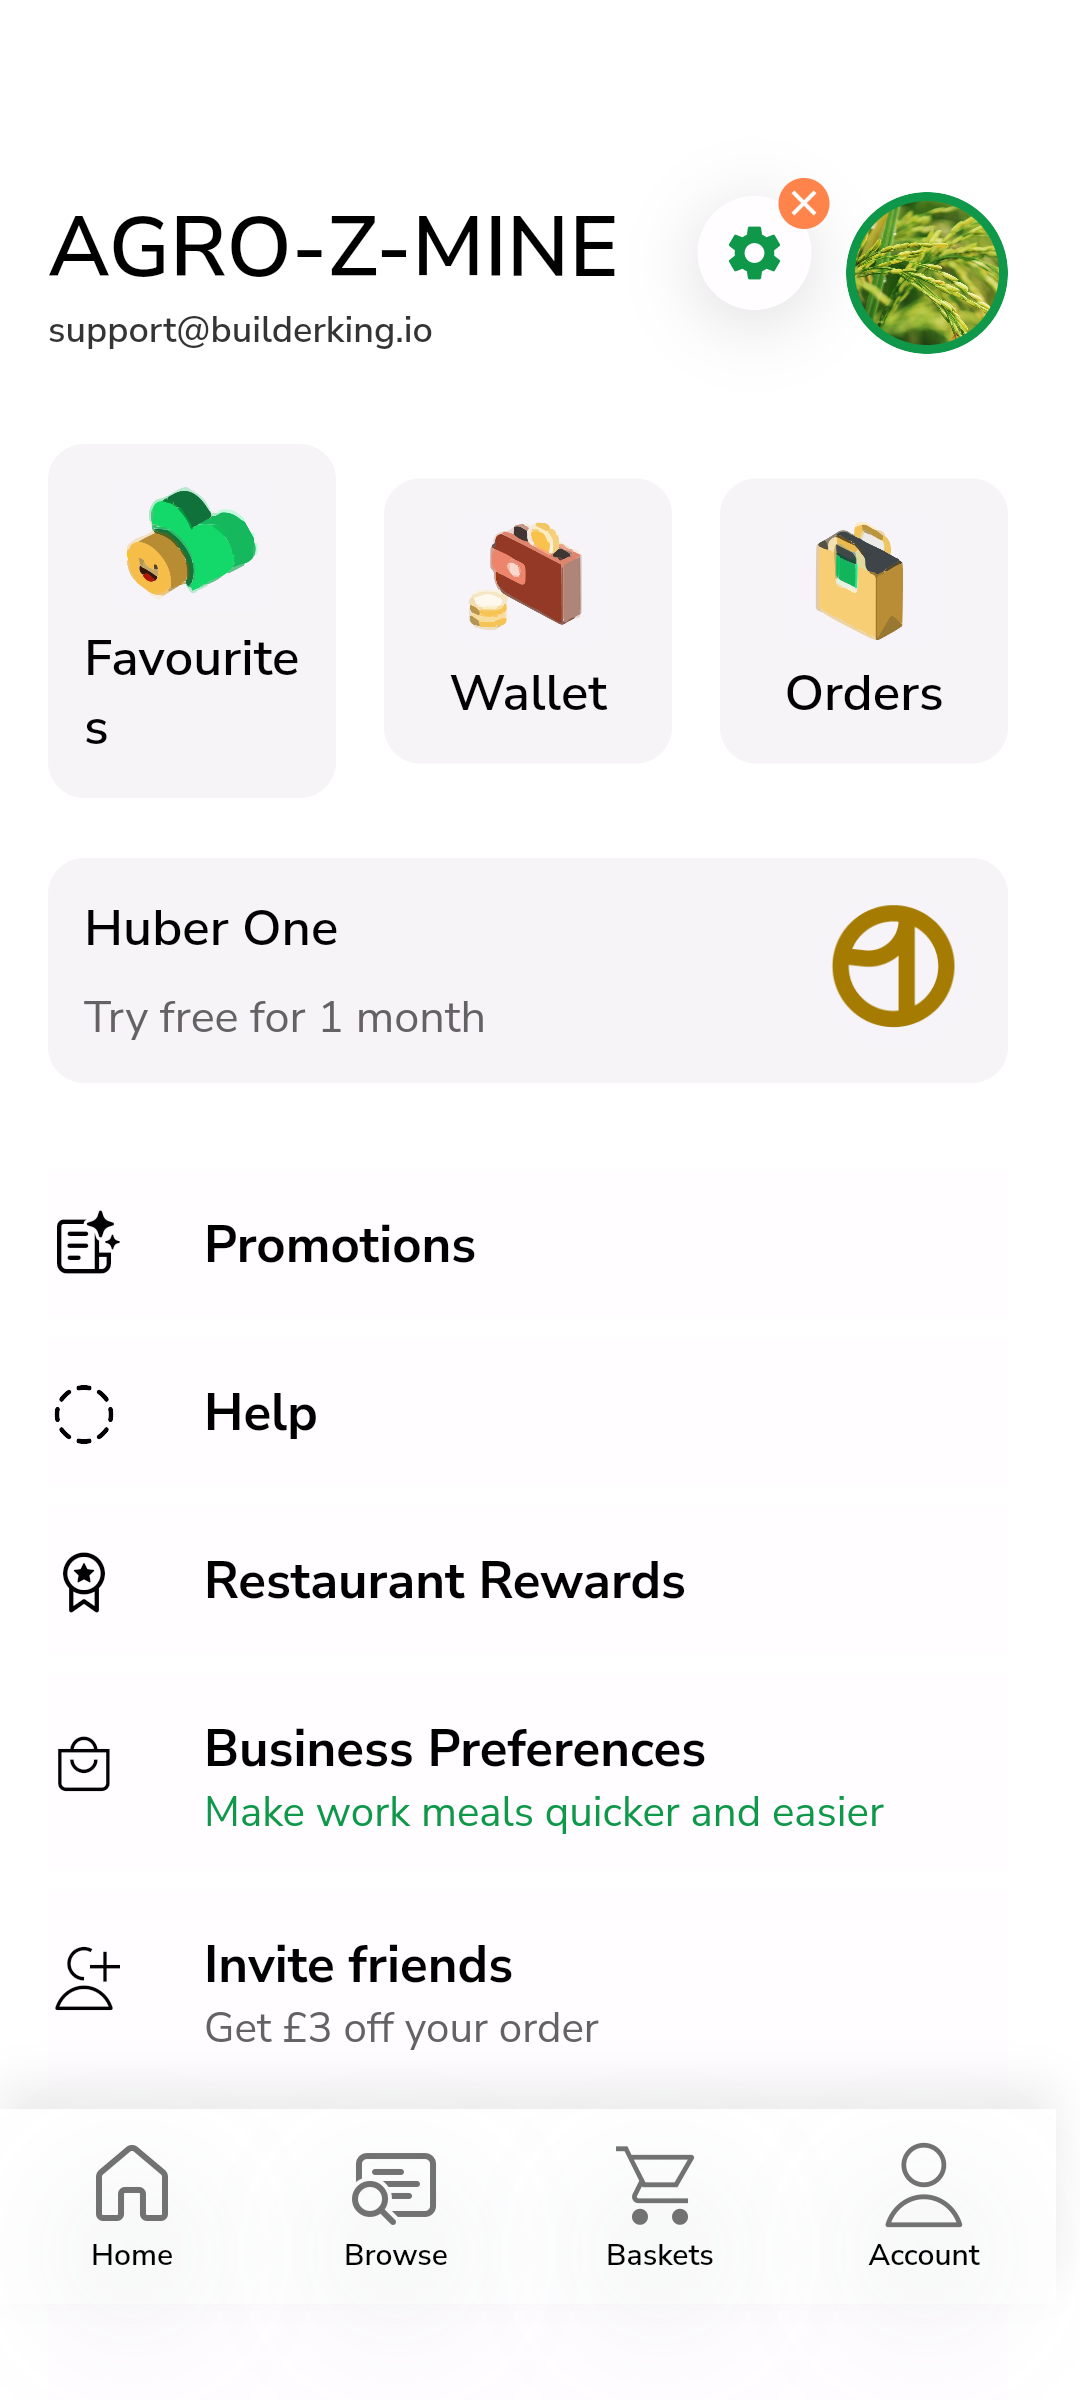 AGRO-Z-MINE
support@builderking.io
Favourite
s
Wallet
Orders
Huber One
Try free for 1 month
Promotions
Help
Restaurant Rewards
Business Preferences
Make work meals quicker and easier
Invite friends
Get £3 off your order
Home
Browse
Baskets
Account